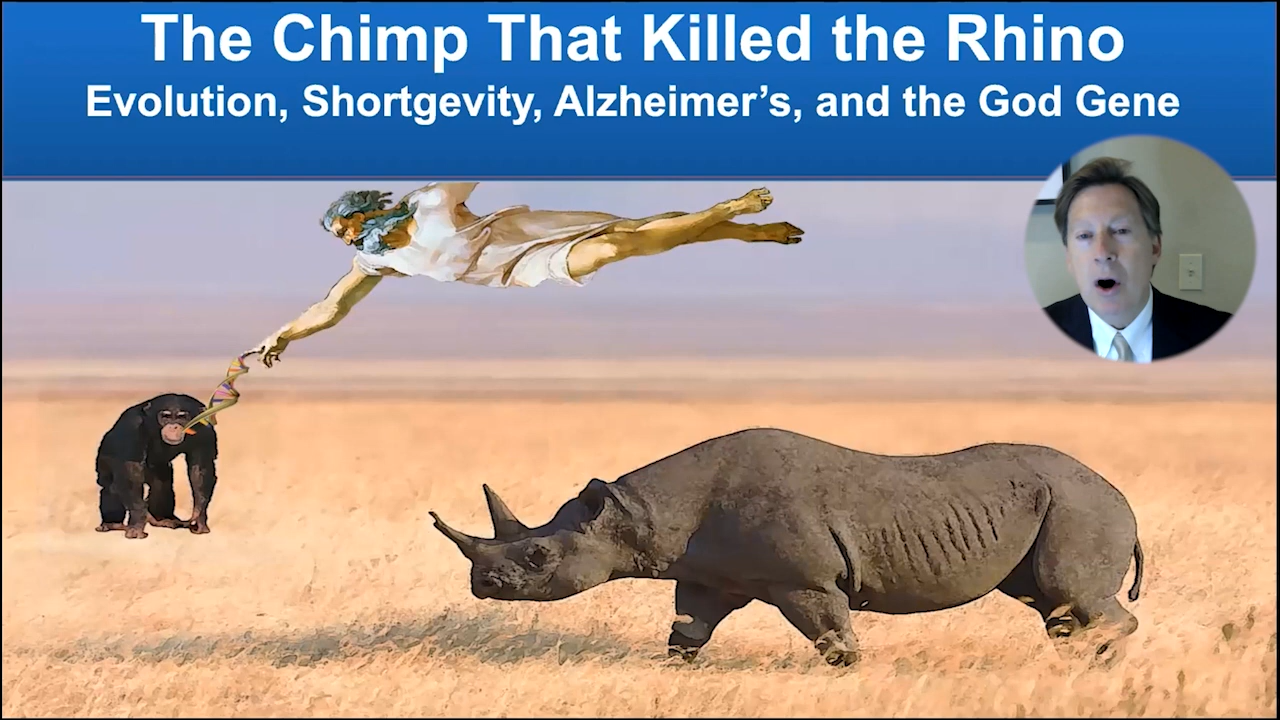 The Chimp That Killed the Rhino
Evolution, Shortgevity, Alzheimer’s, and the God Gene